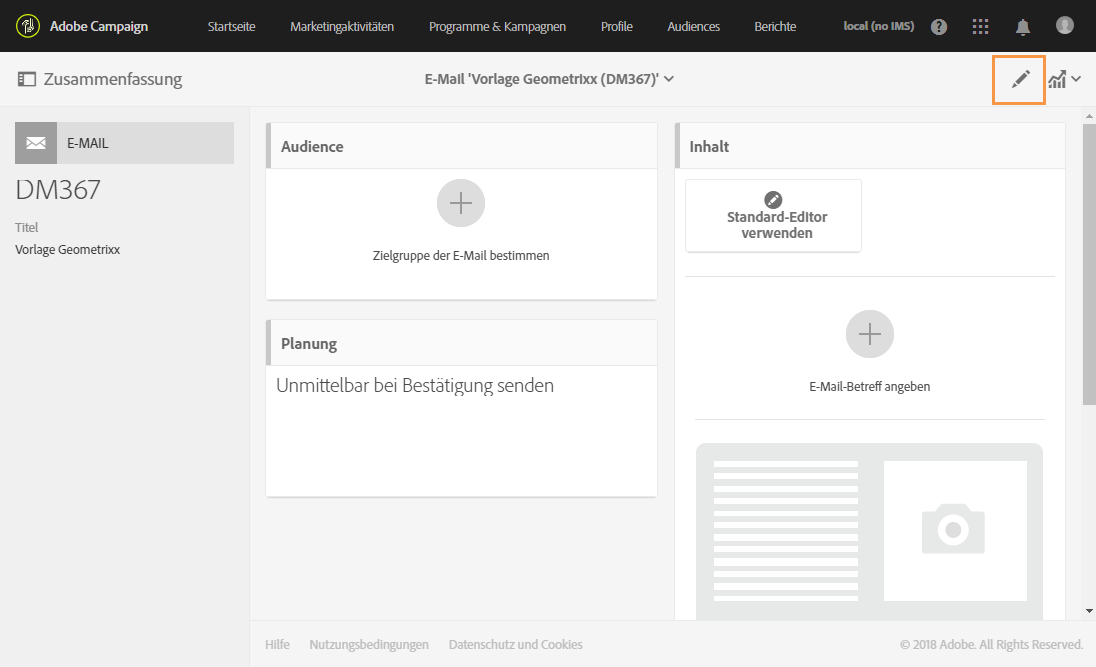 Adobe Campaign Startseite Marketingaktivitäten Programme & Kampagnen Profile Audiences Berichte local (no IMS)
Zusammenfassung E-Mail 'Vorlage Geometrixx (DM367)'
E-MAIL
DM367
Titel
Vorlage Geometrixx
Audience
Zielgruppe der E-Mail bestimmen
Planung
Unmittelbar bei Bestätigung senden
Inhalt
Standard-Editor
verwenden
E-Mail-Betreff angeben
Hilfe Nutzungsbedingungen Datenschutz und Cookies © 2018 Adobe. All Rights Reserved.